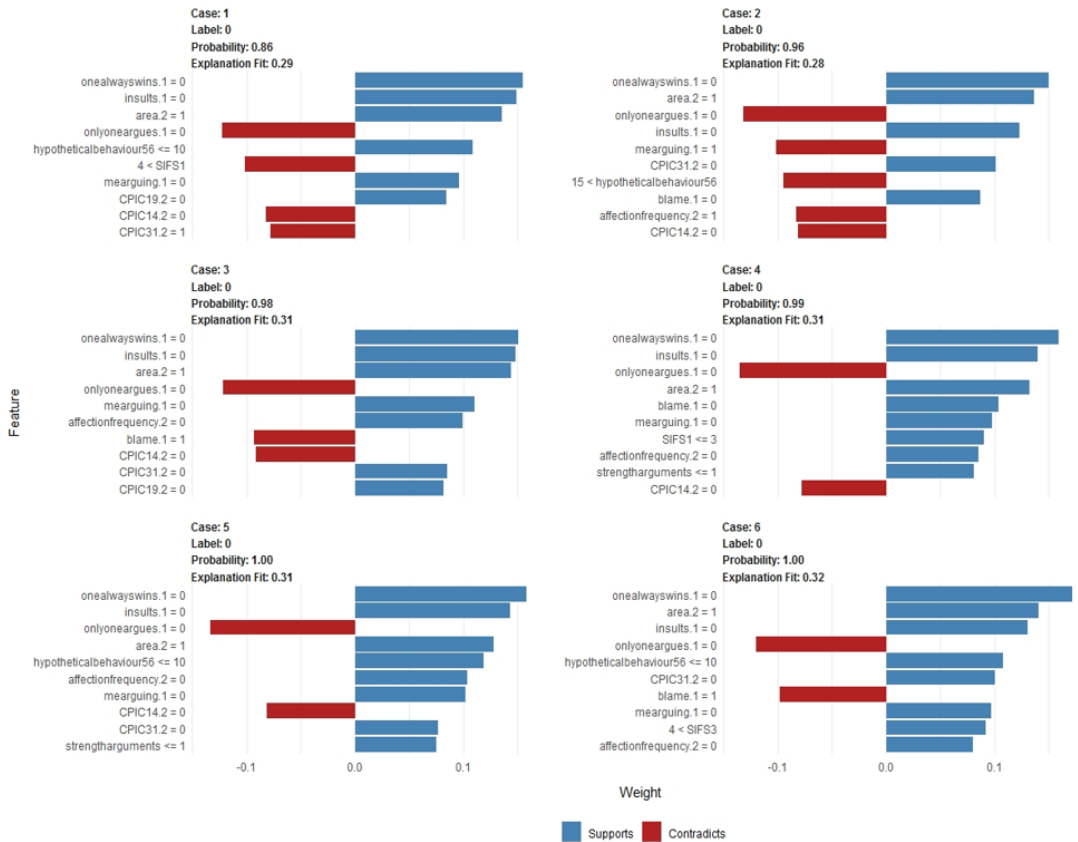 Case: 1
Label: 0
Probability: 0.86
Explanation Fit: 0.29
onealwayswins.1 = 0
insults.1 = 0
area.2 = 1
onlyoneargues.1 = 0
hypotheticalbehaviour56 <= 10
4 < SIFS1
mearguing.1 = 0
CPIC19.2 = 0
CPIC14.2 = 0
CPIC31.2 = 1
Case: 2
Label: 0
Probability: 0.96
Explanation Fit: 0.28
onealwayswins.1 = 0
area.2 = 1
onlyoneargues.1 = 0
insults.1 = 0
mearguing.1 = 1
CPIC31.2 = 0
15 < hypotheticalbehaviour56
blame.1 = 0
affectionfrequency.2 = 1
CPIC14.2 = 0
Case: 3
Label: 0
Probability: 0.98
Explanation Fit: 0.31
onealwayswins.1 = 0
insults.1 = 0
area.2 = 1
onlyoneargues.1 = 0
mearguing.1 = 0
affectionfrequency.2 = 0
blame.1 = 1
CPIC14.2 = 0
CPIC31.2 = 0
CPIC19.2 = 0
Case: 4
Label: 0
Probability: 0.99
Explanation Fit: 0.31
onealwayswins.1 = 0
insults.1 = 0
onlyoneargues.1 = 0
area.2 = 1
blame.1 = 0
mearguing.1 = 0
SIFS1 <= 3
affectionfrequency.2 = 0
strengtharguments <= 1
CPIC14.2 = 0
Case: 5
Label: 0
Probability: 1.00
Explanation Fit: 0.31
onealwayswins.1 = 0
insults.1 = 0
onlyoneargues.1 = 0
area.2 = 1
hypotheticalbehaviour56 <= 10
affectionfrequency.2 = 0
mearguing.1 = 0
CPIC14.2 = 0
CPIC31.2 = 0
strengtharguments <= 1
-0.1 0.0 0.1
Case: 6
Label: 0
Probability: 1.00
Explanation Fit: 0.32
onealwayswins.1 = 0
area.2 = 1
insults.1 = 0
onlyoneargues.1 = 0
hypotheticalbehaviour56 <= 10
CPIC31.2 = 0
blame.1 = 1
mearguing.1 = 0
4 < SIFS3
affectionfrequency.2 = 0
-0.1 0.0 0.1
Feature
Weight
Supports Contradicts